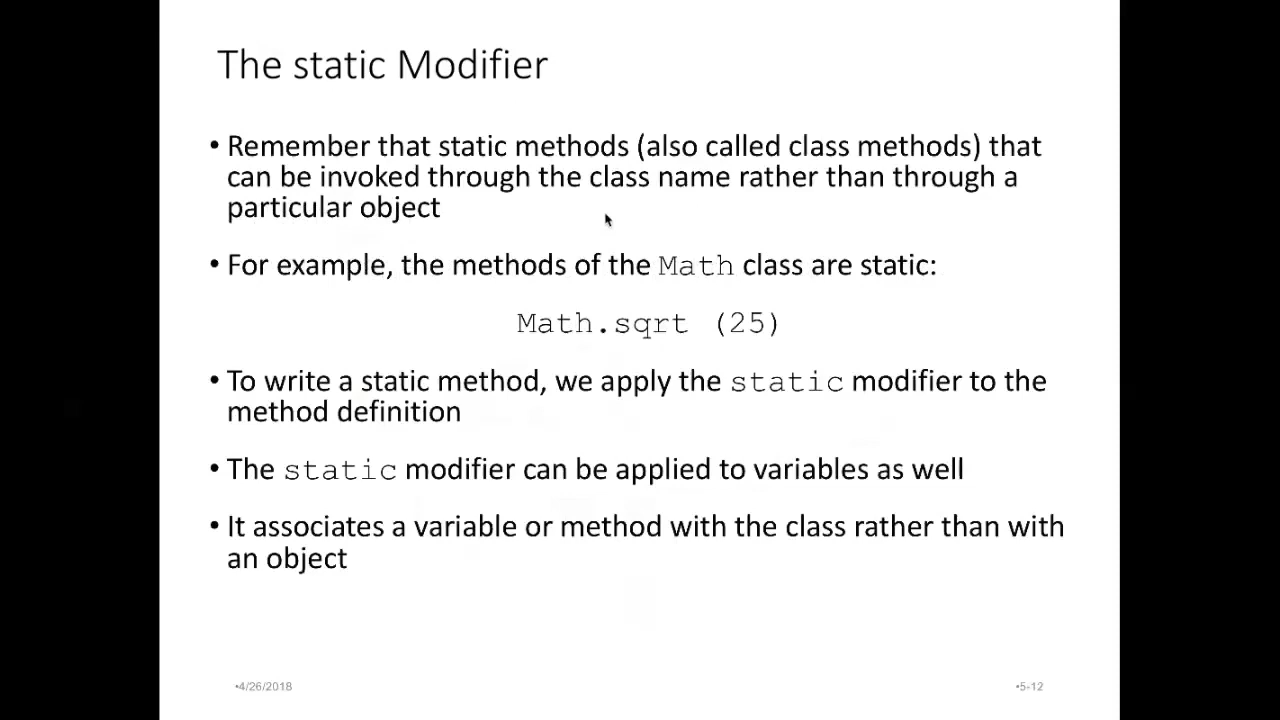 The static Modifier
• Remember that static methods (also called class methods) that
can be invoked through the class name rather than through a
particular object
• For example, the methods of the Math class are static:
Math.sqrt (25)
• To write a static method, we apply the static modifier to the
method definition
• The static modifier can be applied to variables as well
• It associates a variable or method with the class rather than with
an object
•4/26/2018
•5-12